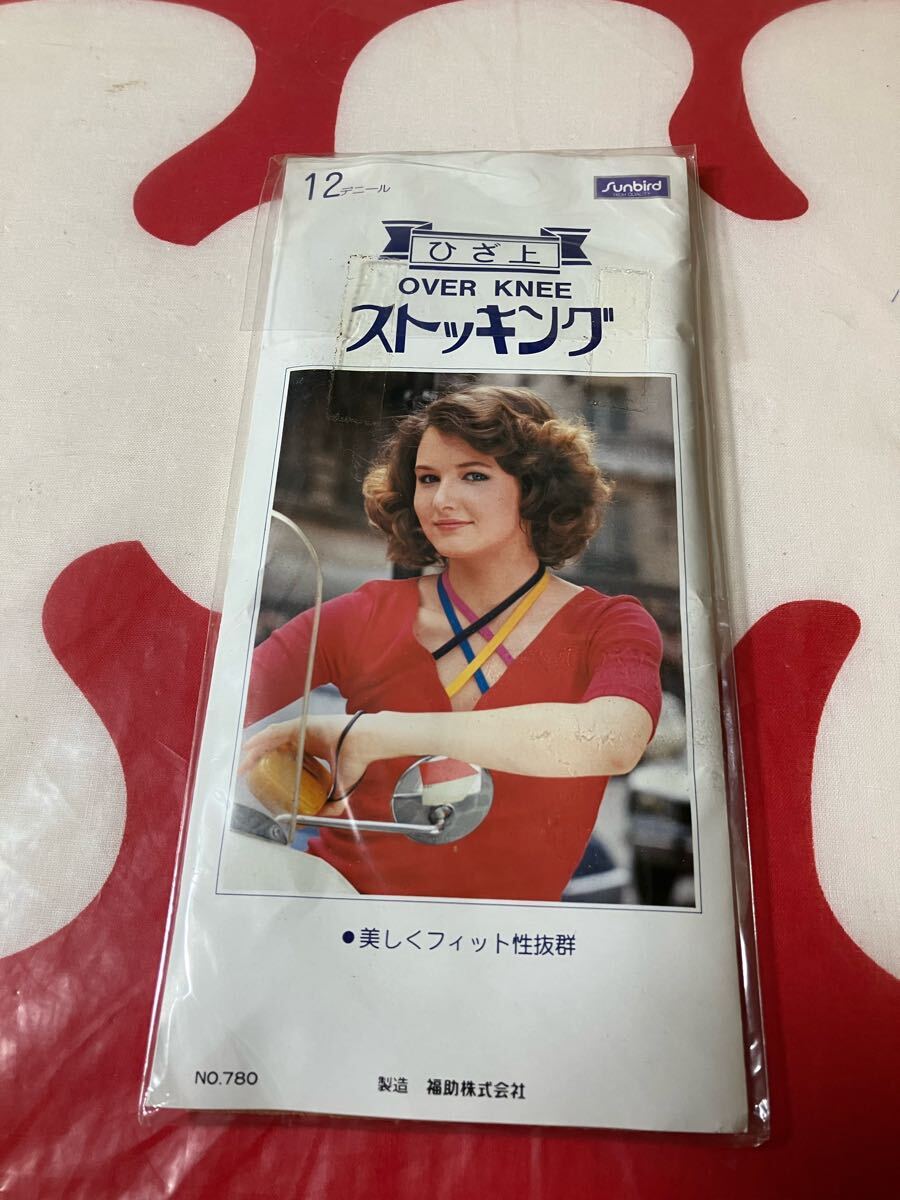 12デニール
Sunbird
HIGH QUALITY
ひざ上
OVER KNEE
ストッキング
●美しくフィット性抜群
NO.780
製造 福助株式会社